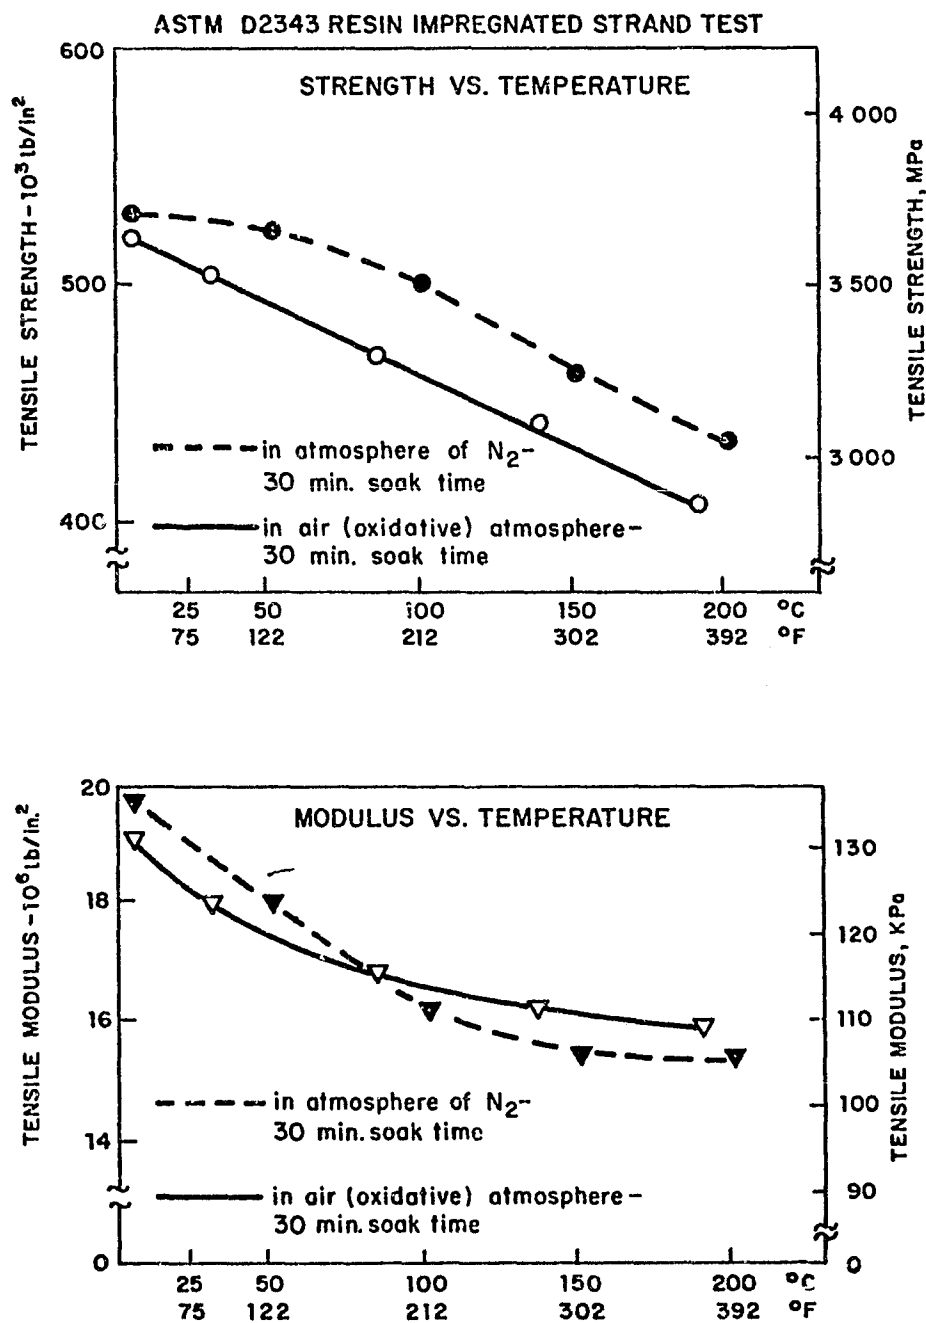 ASTM D2343 RESIN IMPREGNATED STRAND TEST
STRENGTH VS. TEMPERATURE
TENSILE STRENGTH-10³ lb/in²
600
500
400
TENSILE STRENGTH, MPa
4 000
3 500
3 000
in atmosphere of N2-
30 min. soak time
in air (oxidative) atmosphere-
30 min. soak time
25 50 100 150 200 °C
75 122 212 302 392 °F
MODULUS VS. TEMPERATURE
TENSILE MODULUS -10⁶ lb/in.²
20
18
16
14
0
TENSILE MODULUS, KPa
130
120
110
100
90
0
in atmosphere of N2-
30 min. soak time
in air (oxidative) atmosphere-
30 min. soak time
25 50 100 150 200 °C
75 122 212 302 392 °F